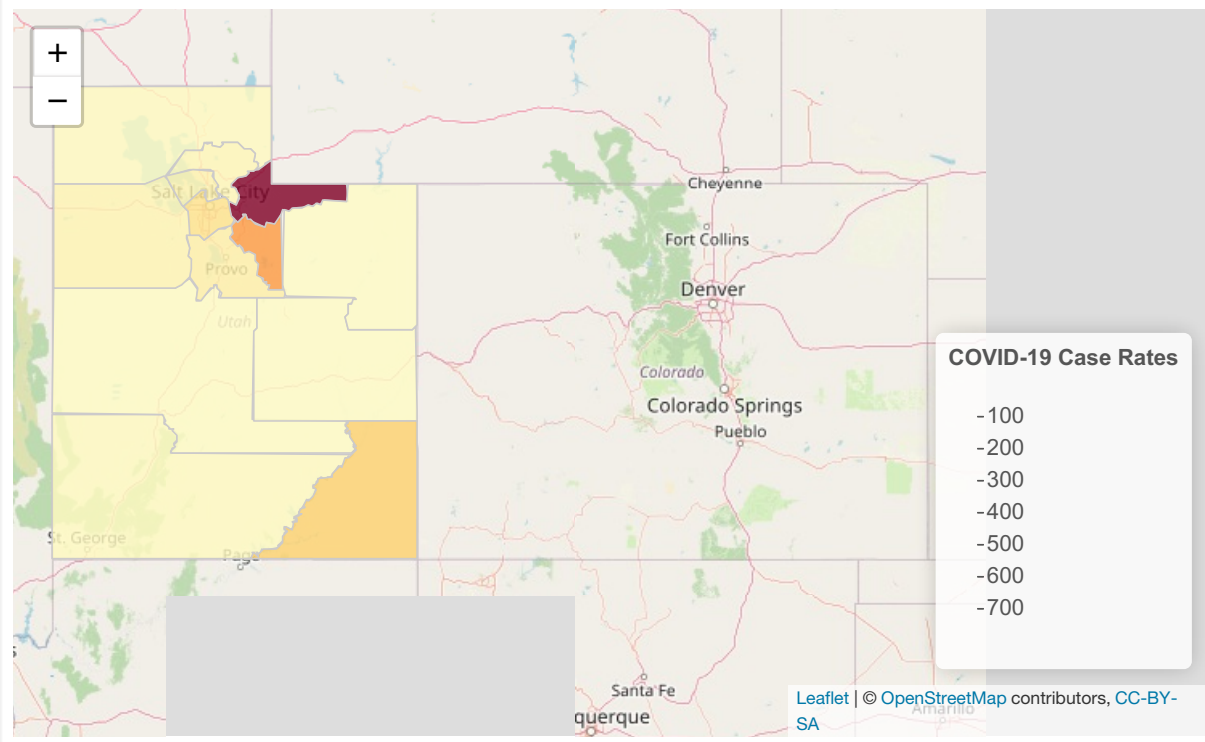 +
−
Salt Lake City
Cheyenne
Fort Collins
Provo
Denver
Utah
COVID-19 Case Rates
Colorado
-100
Colorado Springs
Pueblo
-200
-300
-400
-500
St. George
Page
-600
-700
Santa Fe
Leaflet | © OpenStreetMap contributors, CC-BY-
SA
Amarillo
querque